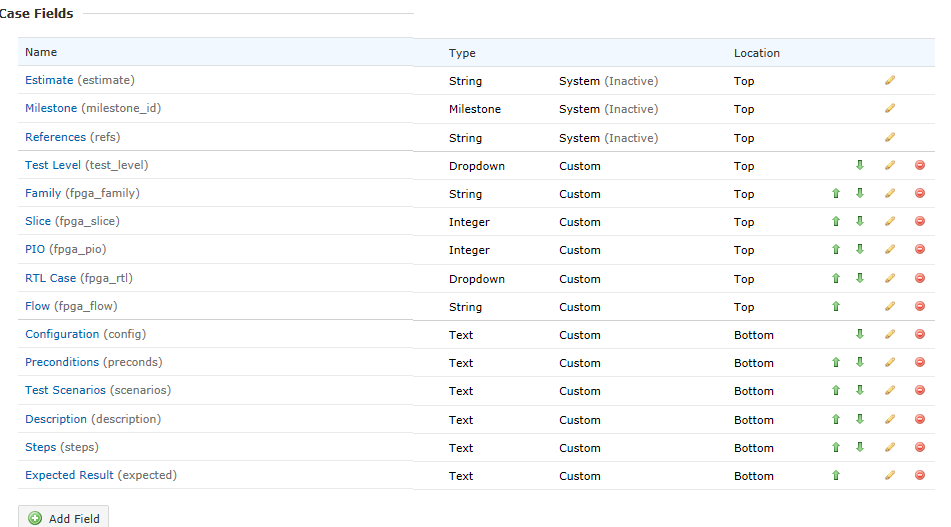 Case Fields
Name Type Location
Estimate (estimate) String System (Inactive) Top
Milestone (milestone_id) Milestone System (Inactive) Top
References (refs) String System (Inactive) Top
Test Level (test_level) Dropdown Custom Top
Family (fpga_family) String Custom Top
Slice (fpga_slice) Integer Custom Top
PIO (fpga_pio) Integer Custom Top
RTL Case (fpga_rtl) Dropdown Custom Top
Flow (fpga_flow) String Custom Top
Configuration (config) Text Custom Bottom
Preconditions (preconds) Text Custom Bottom
Test Scenarios (scenarios) Text Custom Bottom
Description (description) Text Custom Bottom
Steps (steps) Text Custom Bottom
Expected Result (expected) Text Custom Bottom
Add Field